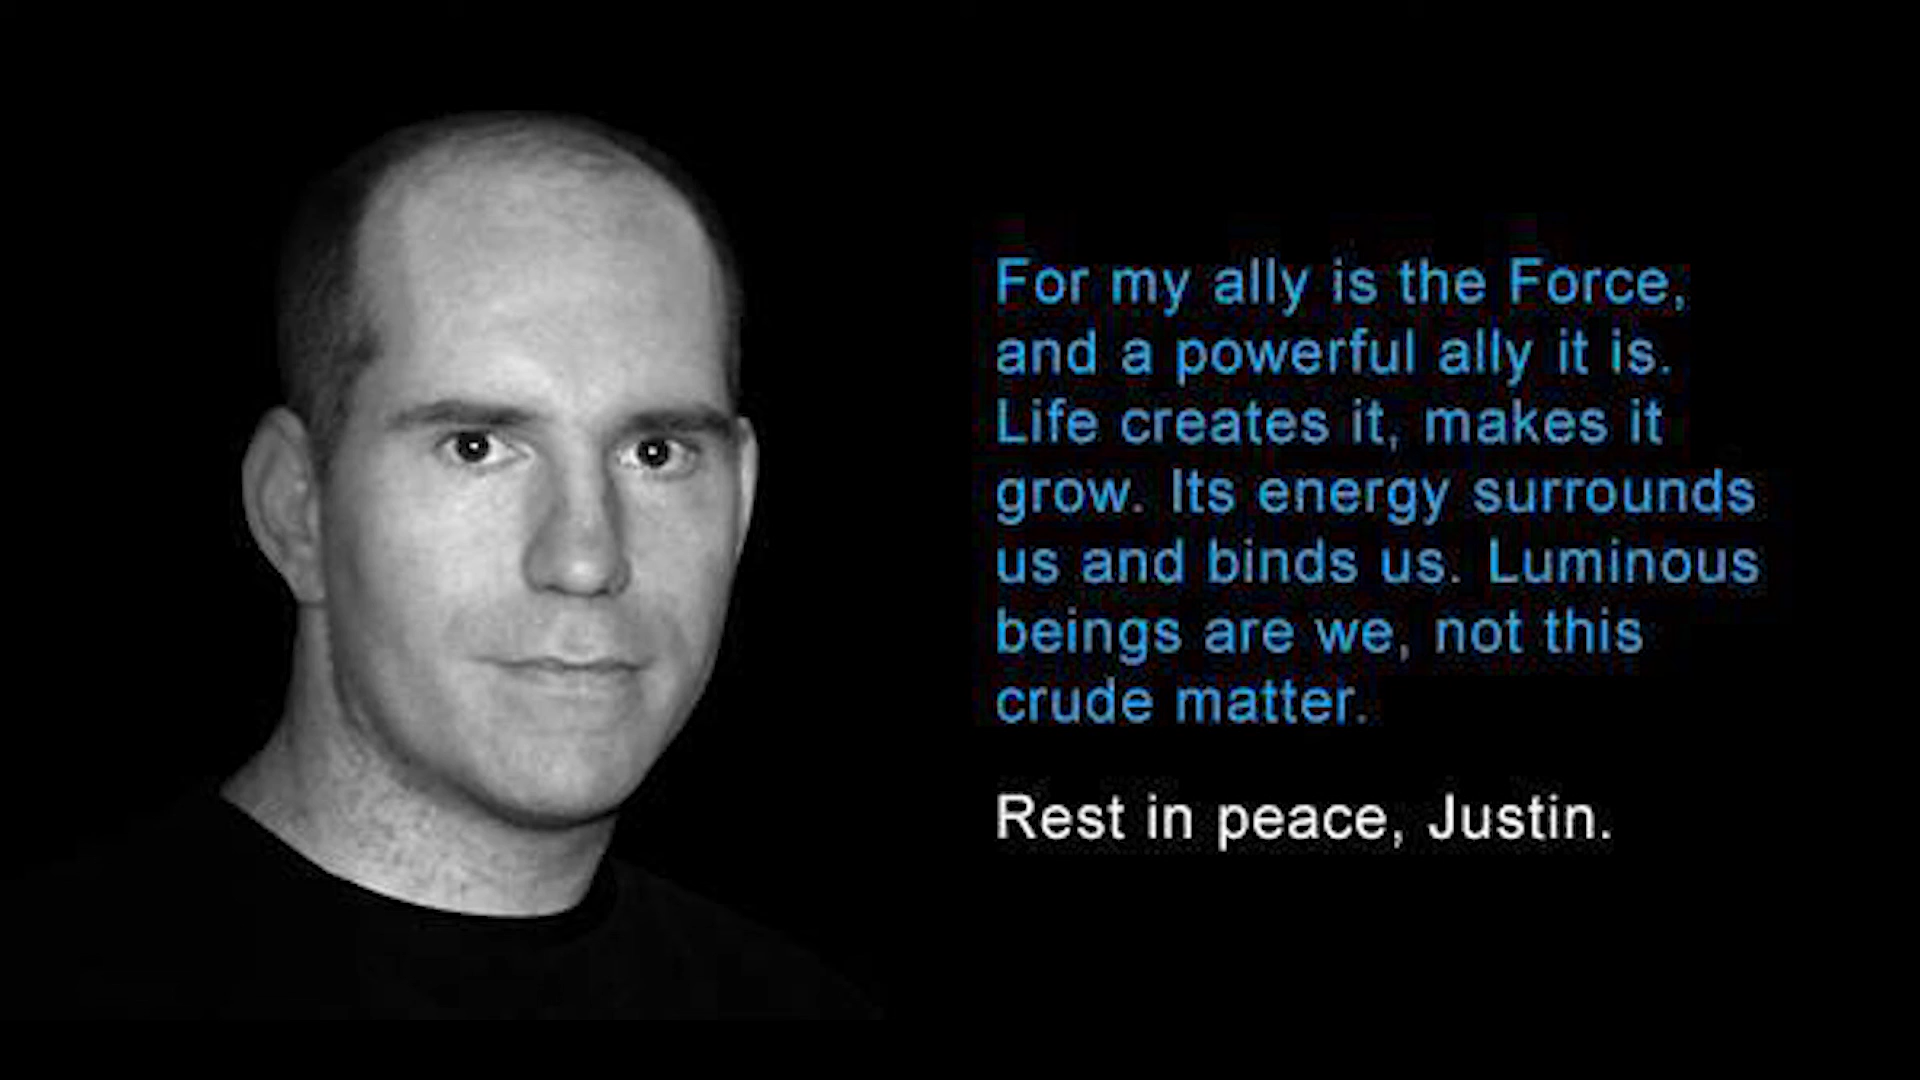 For my ally is the Force,
and a powerful ally it is.
Life creates it, makes it
grow. Its energy surrounds
us and binds us. Luminous
beings are we, not this
crude matter.
Rest in peace, Justin.